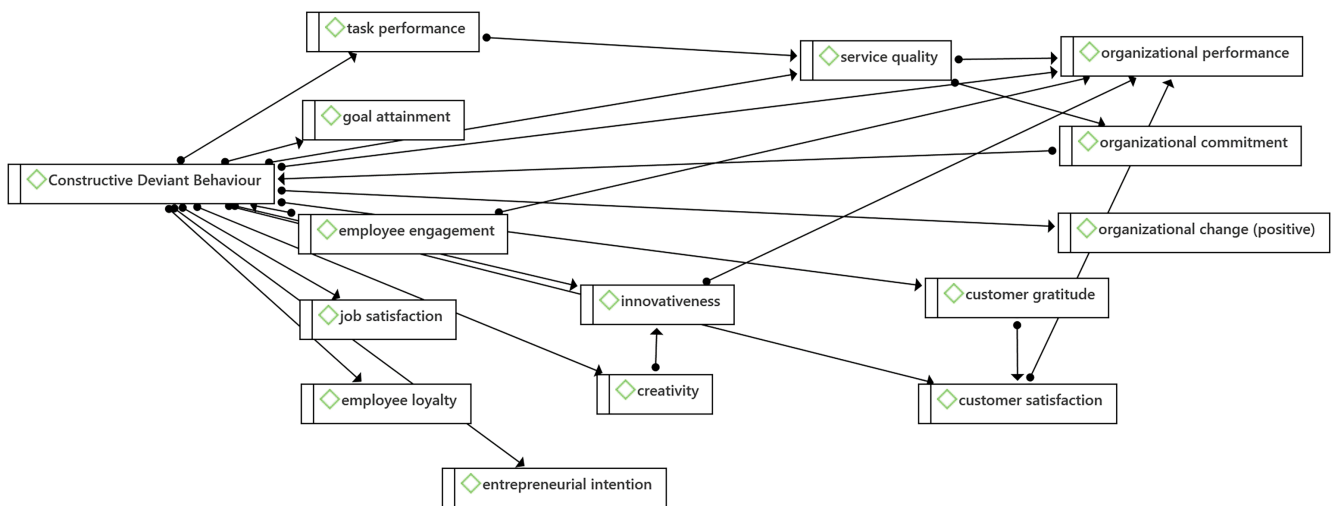 task performance
service quality
organizational performance
goal attainment
organizational commitment
Constructive Deviant Behaviour
employee engagement
organizational change (positive)
innovativeness
customer gratitude
job satisfaction
creativity
employee loyalty
customer satisfaction
entrepreneurial intention